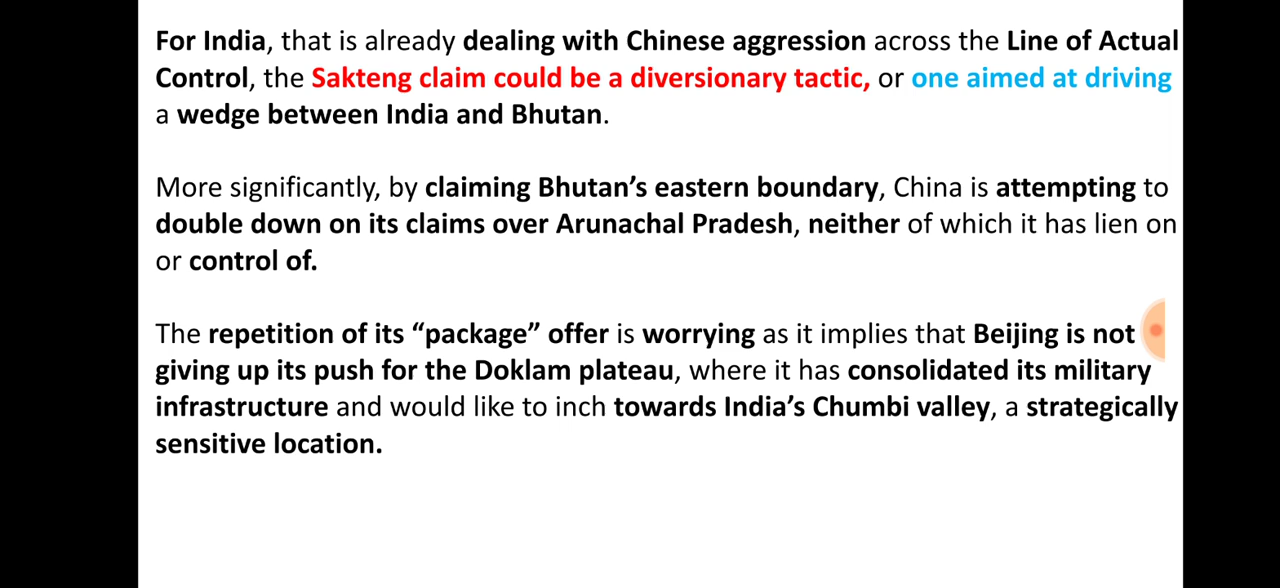 For India, that is already dealing with Chinese aggression across the Line of Actual
Control, the Sakteng claim could be a diversionary tactic, or one aimed at driving
a wedge between India and Bhutan.
More significantly, by claiming Bhutan’s eastern boundary, China is attempting to
double down on its claims over Arunachal Pradesh, neither of which it has lien on
or control of.
The repetition of its “package” offer is worrying as it implies that Beijing is not
giving up its push for the Doklam plateau, where it has consolidated its military
infrastructure and would like to inch towards India’s Chumbi valley, a strategically
sensitive location.